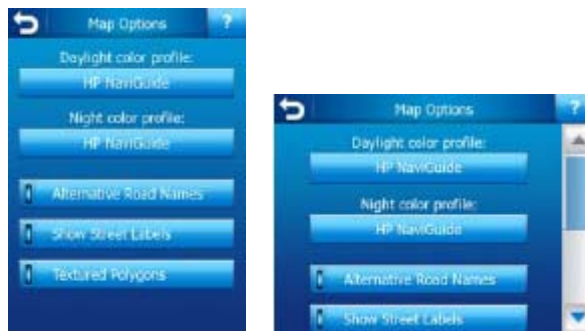 Map Options ?
Daylight color profile:
HP NaviGuide
Night color profile:
HP NaviGuide
Alternative Road Names
Show Street Labels
Textured Polygons
Map Options ?
Daylight color profile:
HP NaviGuide
Night color profile:
HP NaviGuide
Alternative Road Names
Show Street Labels